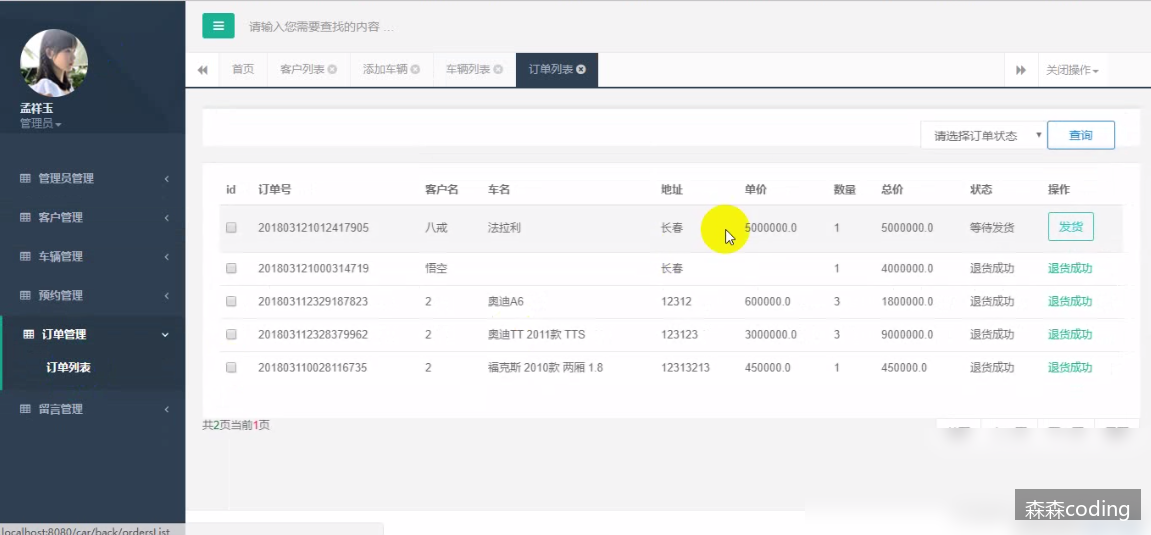 请输入您需要查找的内容 …
首页 客户列表 添加车辆 车辆列表 订单列表 关闭操作
孟祥玉
管理员
管理员管理
客户管理
车辆管理
预约管理
订单管理
订单列表
留言管理
请选择订单状态 查询
id 订单号 客户名 车名 地址 单价 数量 总价 状态 操作
201803121012417905 八戒 法拉利 长春 5000000.0 1 5000000.0 等待发货 发货
201803121000314719 悟空 长春 1 4000000.0 退货成功 退货成功
201803112329187823 2 奥迪A6 12312 600000.0 3 1800000.0 退货成功 退货成功
201803112328379962 2 奥迪TT 2011款 TTS 123123 3000000.0 3 9000000.0 退货成功 退货成功
201803110028116735 2 福克斯 2010款 两厢 1.8 12313213 450000.0 1 450000.0 退货成功 退货成功
共2页当前1页
森森coding
localhost:8080/car/back/ordersList